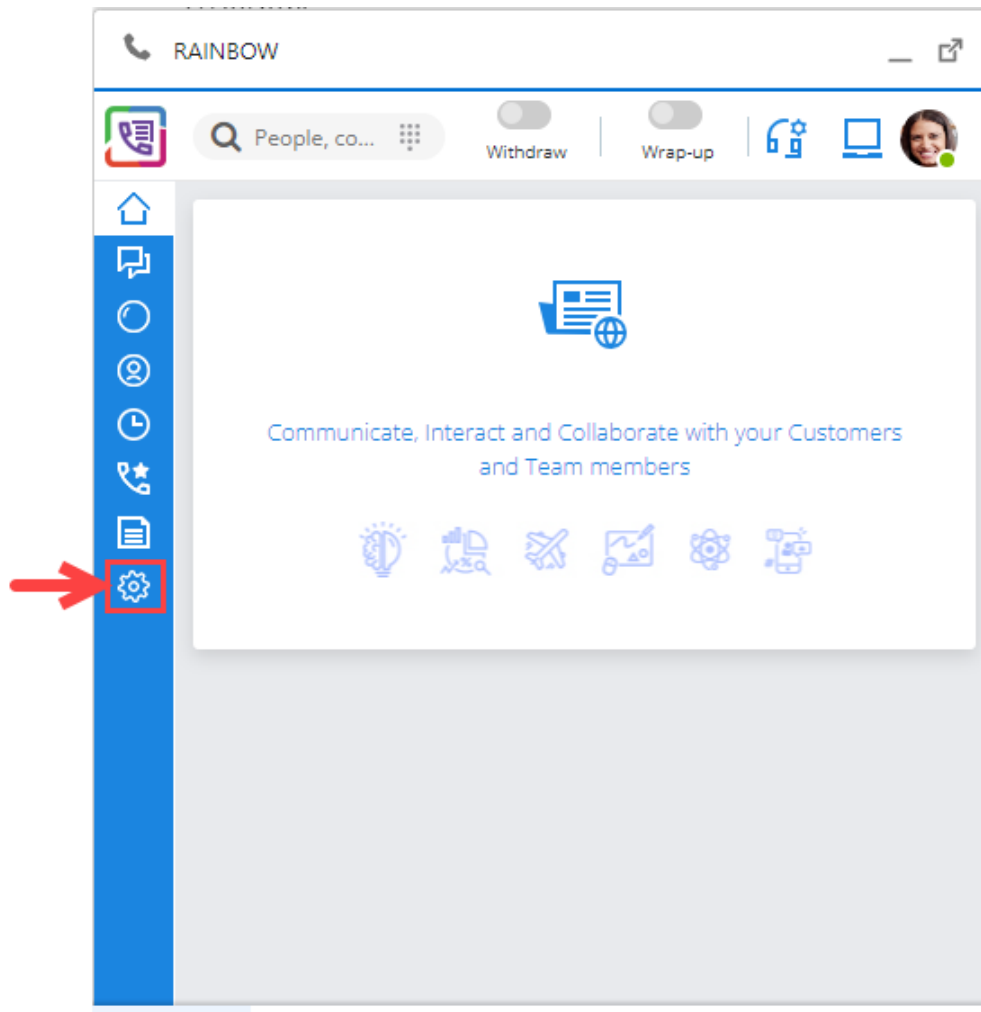 RAINBOW
People, co...
Withdraw
Wrap-up
Communicate, Interact and Collaborate with your Customers
and Team members